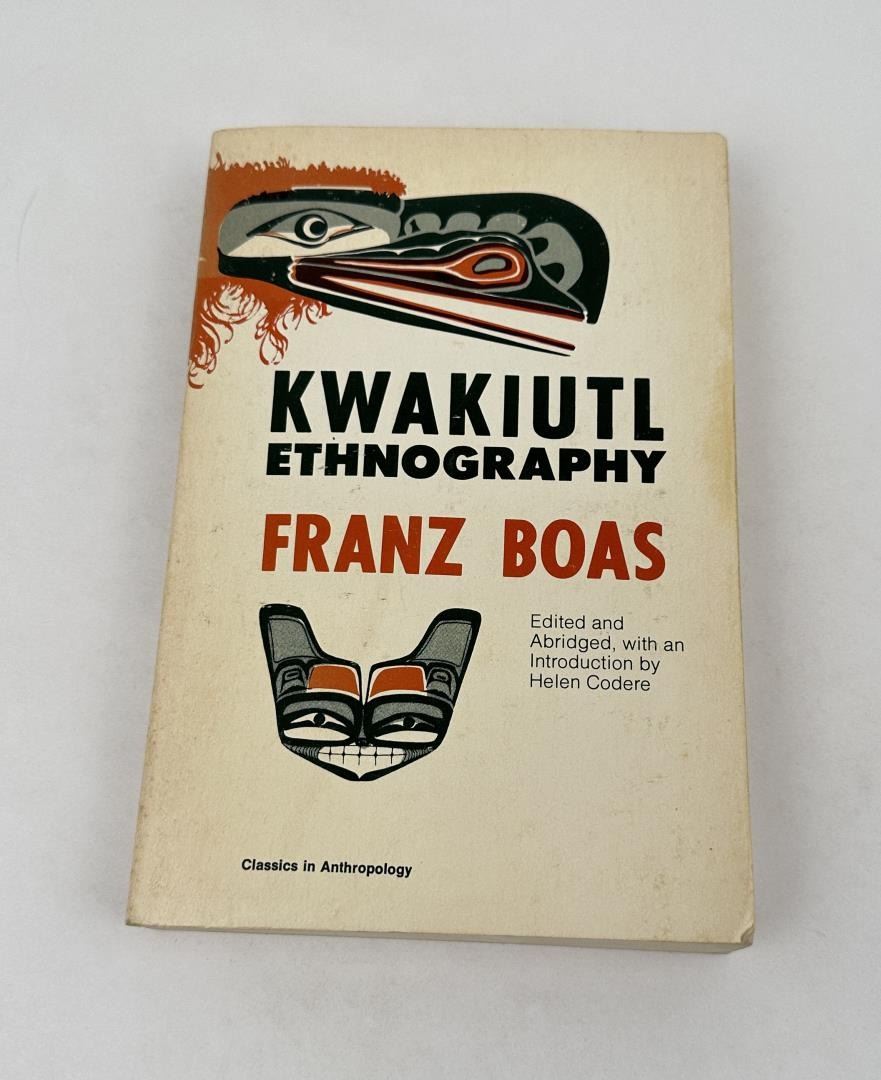 KWAKIUTL
ETHNOGRAPHY
FRANZ BOAS
Edited and
Abridged, with an
Introduction by
Helen Codere
Classics in Anthropology